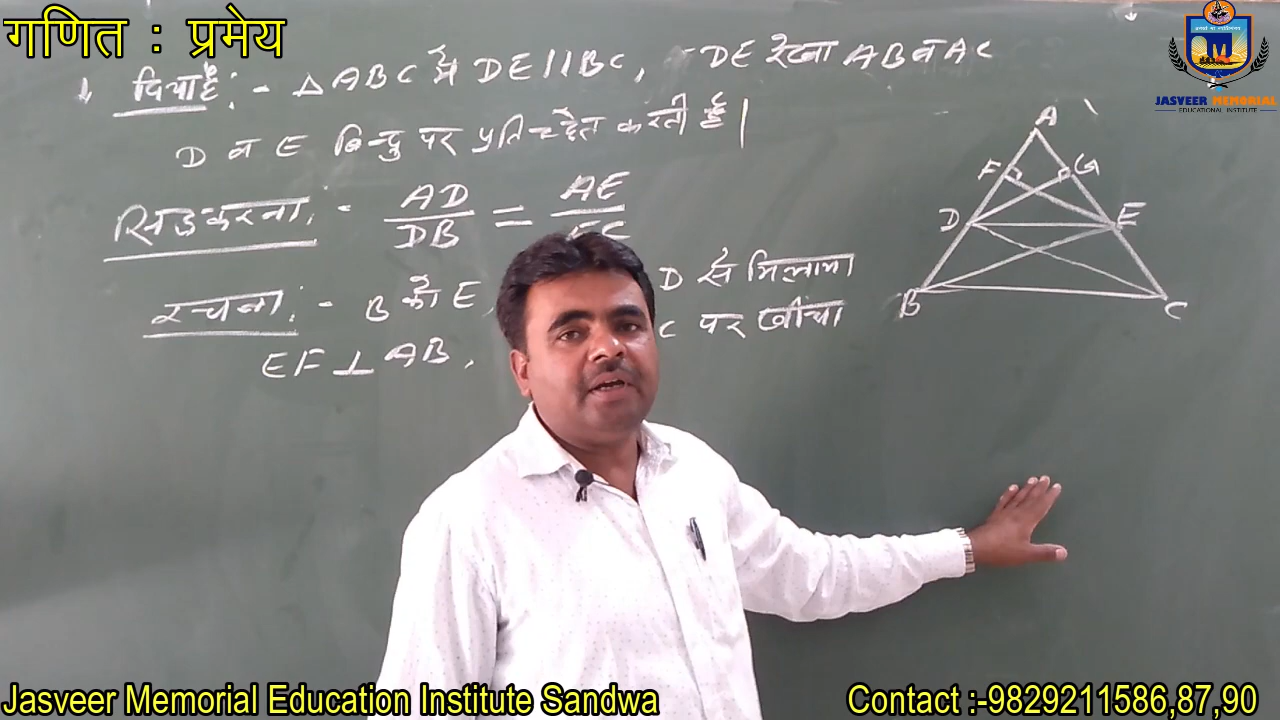 गणित : प्रमेय
दिया है :- △ABC में DE||BC, DE रेखा AB व AC
D व E बिन्दु पर प्रतिच्छेद करती है|
सिद्ध करना :- AD/DB = AE/EC
रचना :- B को E, D से मिलाया
EF⊥AB, C पर खींचा
A
F G
D E
B C
M
JASVEER MEMORIAL
EDUCATIONAL INSTITUTE
Jasveer Memorial Education Institute Sandwa
Contact :-9829211586,87,90